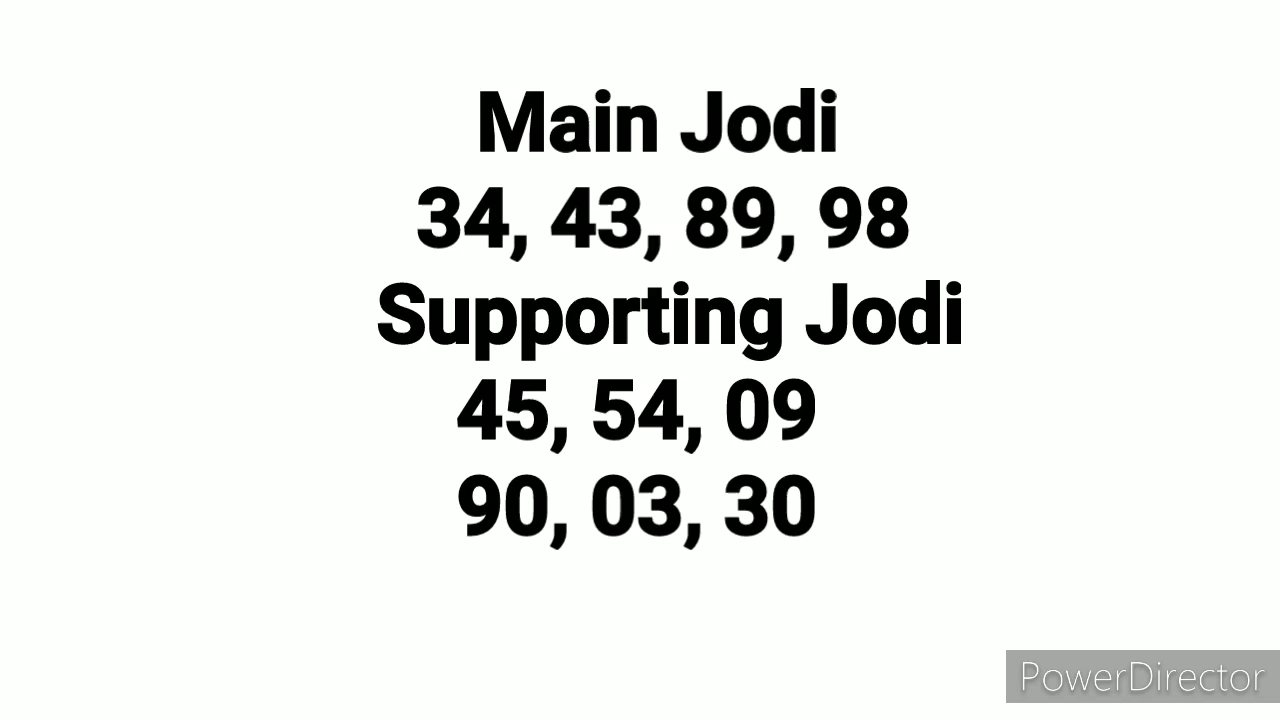 Main Jodi
34, 43, 89, 98
Supporting Jodi
45, 54, 09
90, 03, 30
PowerDirector